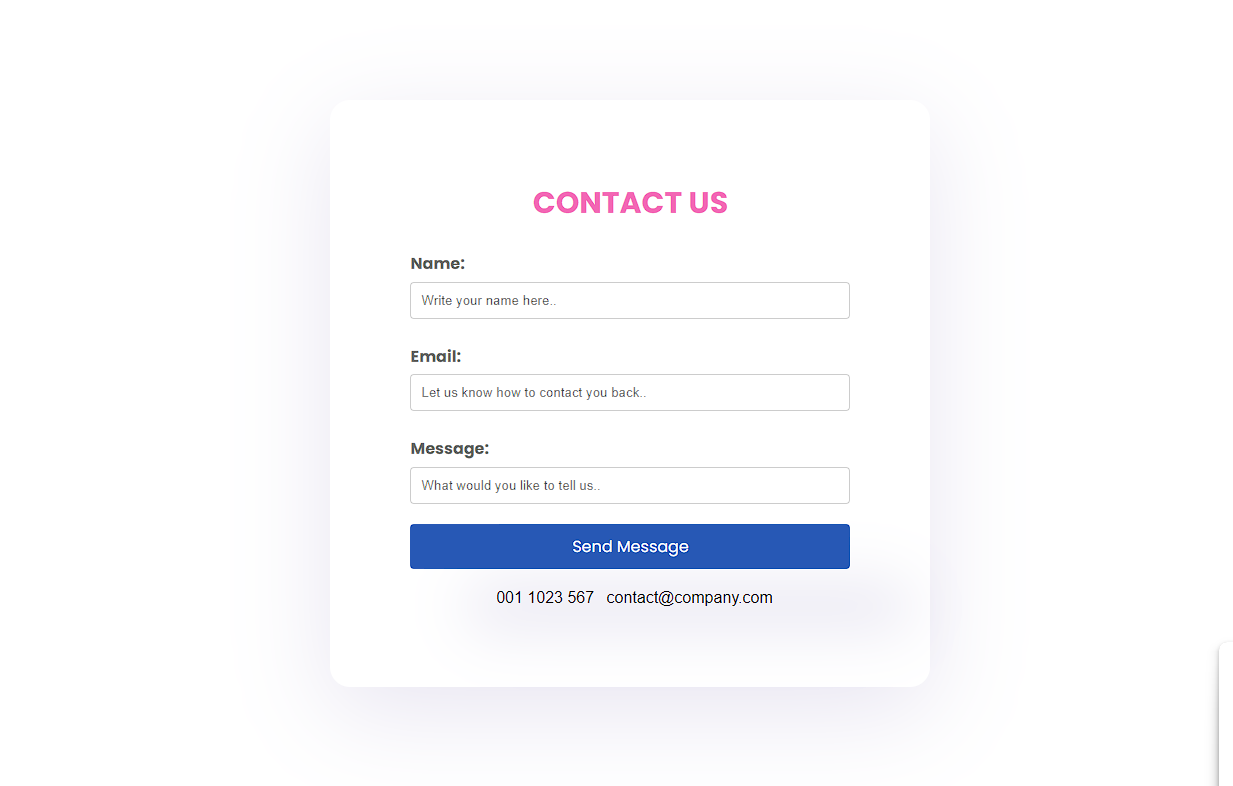 CONTACT US
Name:
Write your name here..
Email:
Let us know how to contact you back..
Message:
What would you like to tell us..
Send Message
001 1023 567 contact@company.com